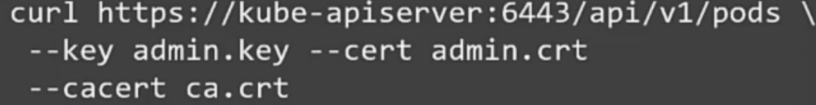 curl https://kube-apiserver:6443/api/v1/pods \
--key admin.key --cert admin.crt
--cacert ca.crt